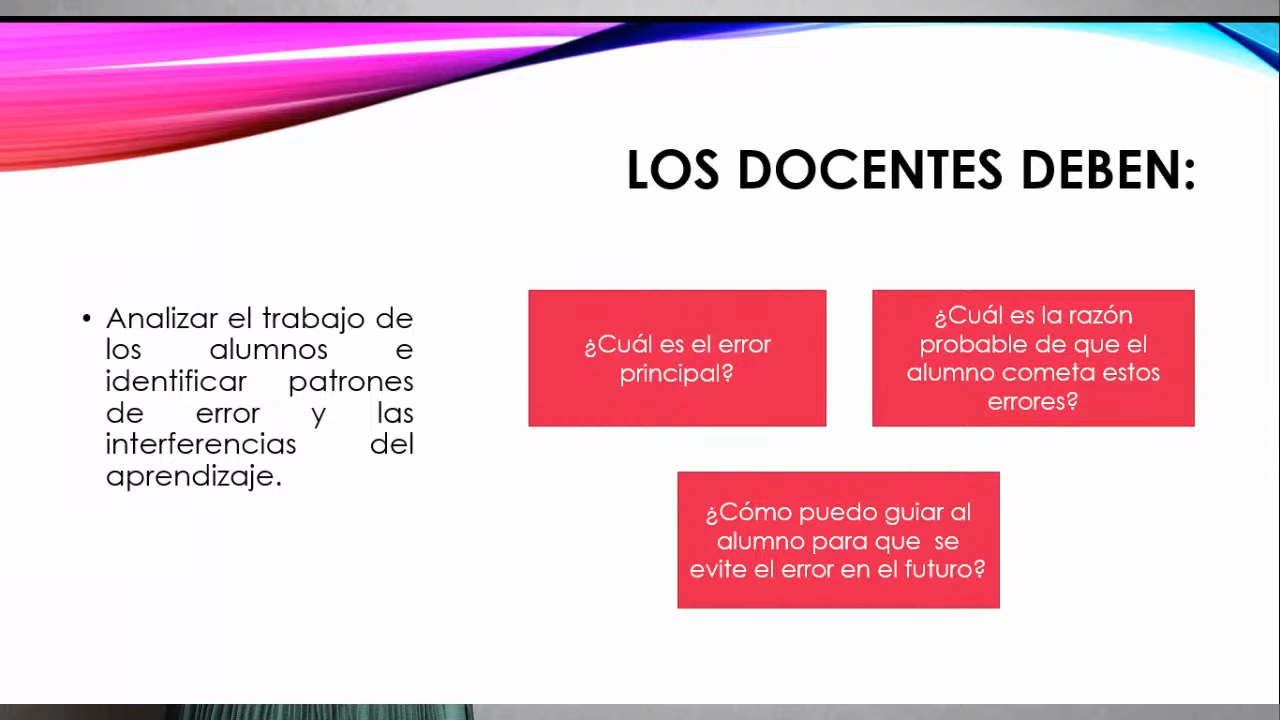 LOS DOCENTES DEBEN:
• Analizar el trabajo de
los alumnos e
identificar patrones
de error y las
interferencias del
aprendizaje.
¿Cuál es el error
principal?
¿Cuál es la razón
probable de que el
alumno cometa estos
errores?
¿Cómo puedo guiar al
alumno para que se
evite el error en el futuro?